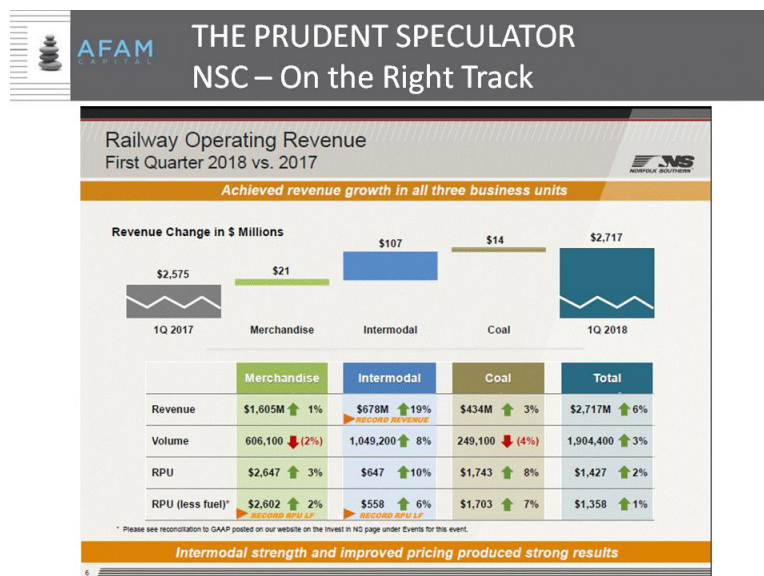 AFAM
CAPITAL
THE PRUDENT SPECULATOR
NSC – On the Right Track
Railway Operating Revenue
First Quarter 2018 vs. 2017
NS
NORFOLK SOUTHERN
Achieved revenue growth in all three business units
Revenue Change in $ Millions
$2,575 $21 $107 $14 $2,717
1Q 2017 Merchandise Intermodal Coal 1Q 2018
Merchandise Intermodal Coal Total
Revenue $1,605M 1% $678M 19% $434M 3% $2,717M 6%
RECORD REVENUE
Volume 606,100 (2%) 1,049,200 8% 249,100 (4%) 1,904,400 3%
RPU $2,647 3% $647 10% $1,743 8% $1,427 2%
RPU (less fuel)* $2,602 2% $558 6% $1,703 7% $1,358 1%
RECORD RPU LF RECORD RPU LF
* Please see reconciliation to GAAP posted on our website on the Invest in NS page under Events for this event.
Intermodal strength and improved pricing produced strong results
6